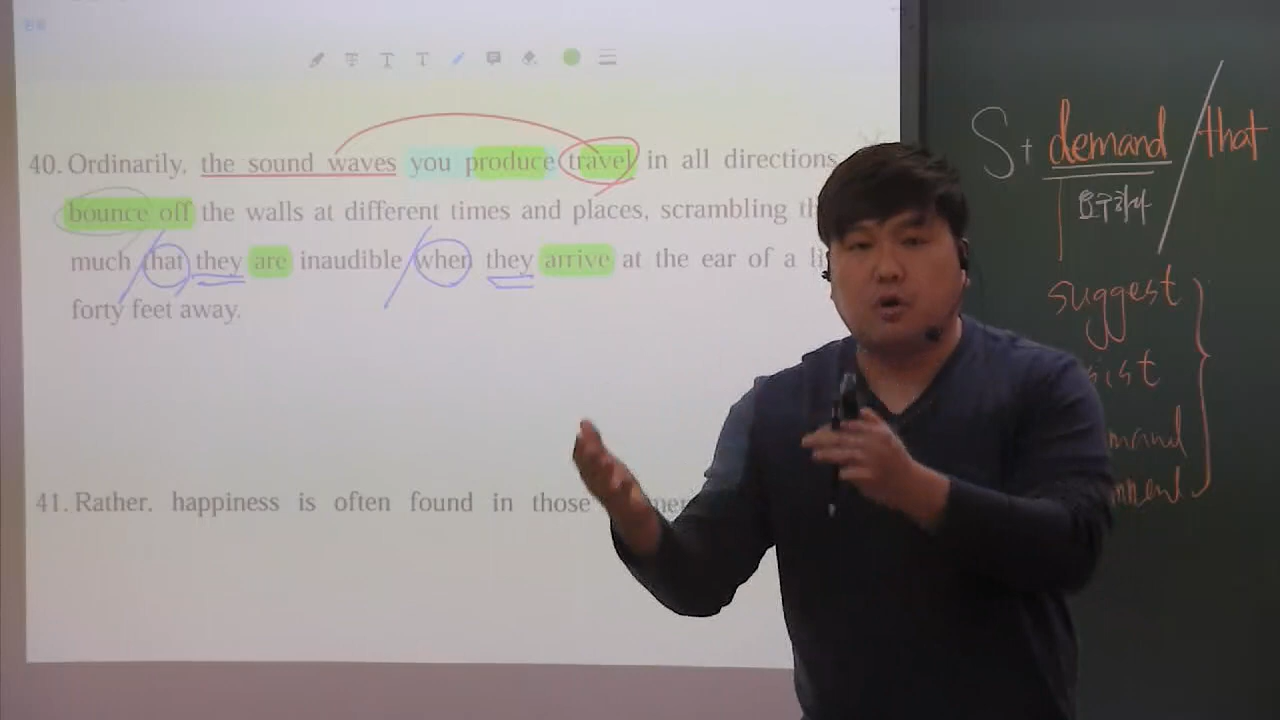 40. Ordinarily, the sound waves you produce travel in all directions
bounce off the walls at different times and places, scrambling
much that they are inaudible when they arrive at the ear of a
forty feet away.
41. Rather, happiness is often found in those
S+ demand / that
요구하다
suggest